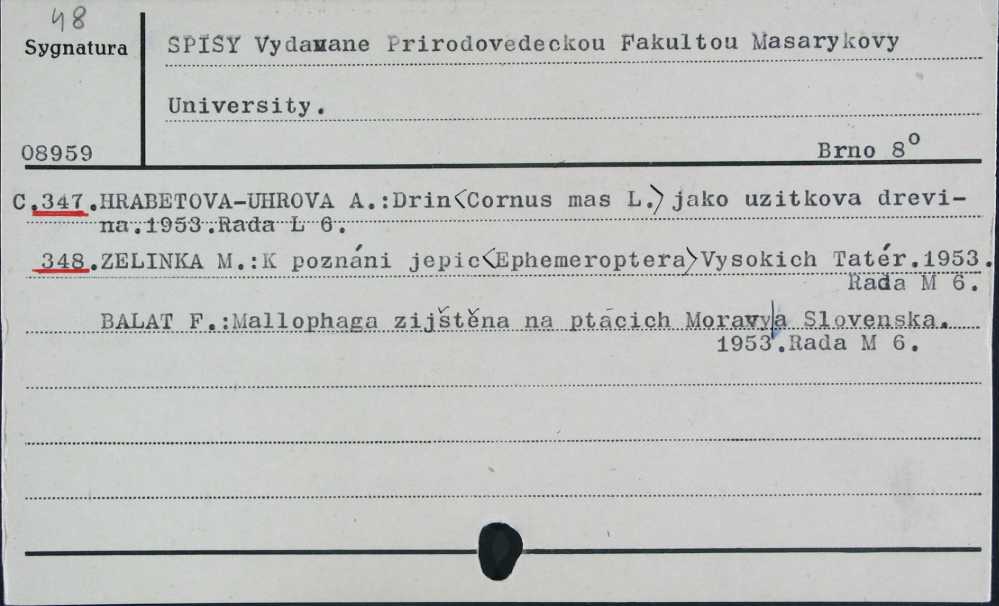 48
Sygnatura
SPISY Vydavane Prirodovedeckou Fakultou Masarykovy
University.
08959
Brno 8°
C.347.HRABETOVA-UHROVA A.:Drin<Cornus mas L.>jako uzitkova drevi-
na.1953.Rada L 6.
348.ZELINKA M.:K poznáni jepic<Ephemeroptera>Vysokich Tatér.1953.
Rada M 6.
BALAT F.:Mallophaga zijštěna na ptácich Moravy a Slovenska.
1953.Rada M 6.